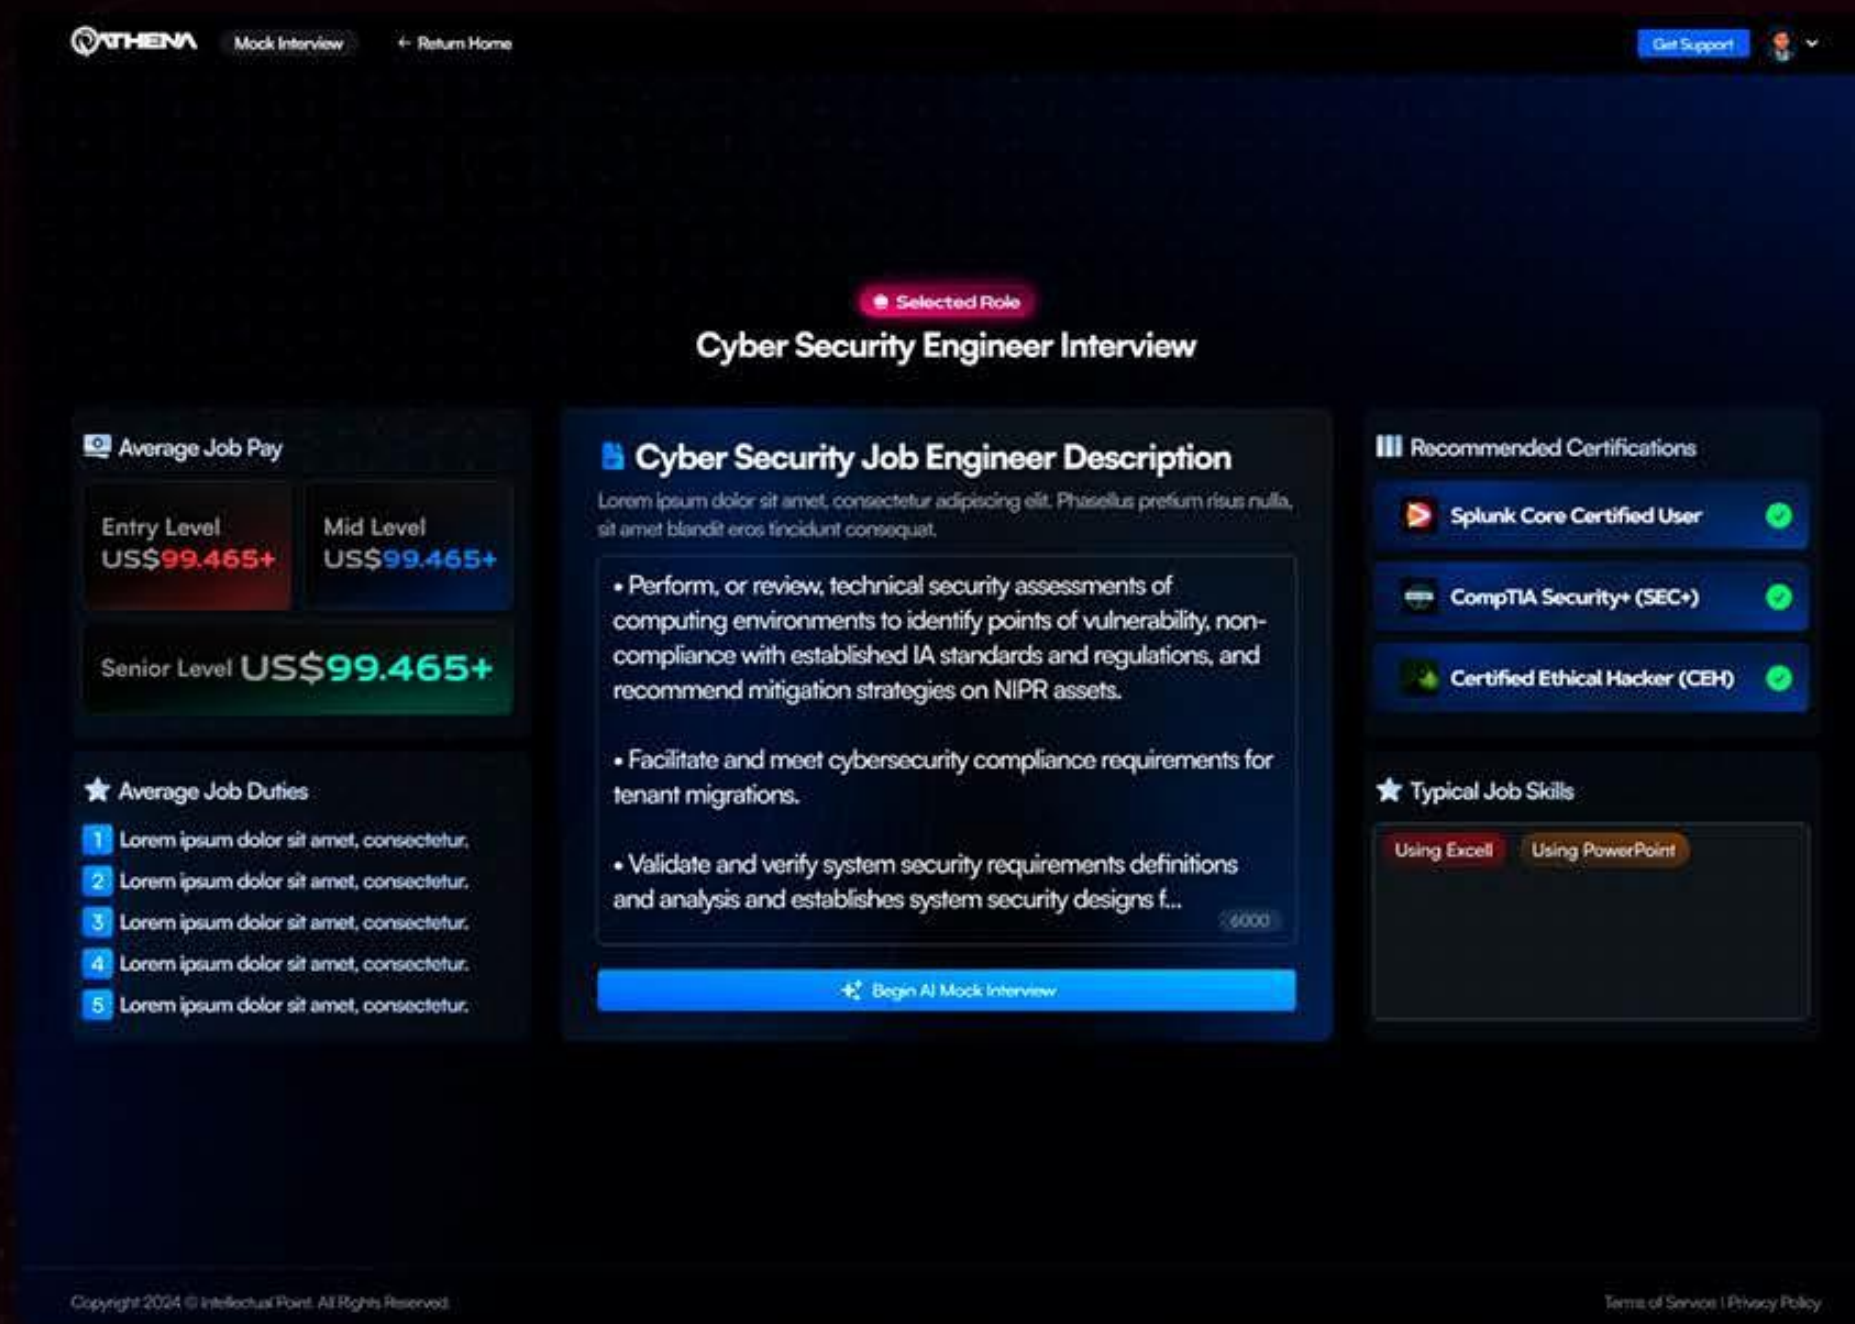 ATHENA
Mock Interview
← Return Home
Get Support
Selected Role
Cyber Security Engineer Interview
Average Job Pay
Entry Level
US$99.465+
Mid Level
US$99.465+
Senior Level US$99.465+
Average Job Duties
1 Lorem ipsum dolor sit amet, consectetur.
2 Lorem ipsum dolor sit amet, consectetur.
3 Lorem ipsum dolor sit amet, consectetur.
4 Lorem ipsum dolor sit amet, consectetur.
5 Lorem ipsum dolor sit amet, consectetur.
Cyber Security Job Engineer Description
Lorem ipsum dolor sit amet, consectetur adipiscing elit. Phasellus pretium risus nulla,
sit amet blandit eros tincidunt consequat.
• Perform, or review, technical security assessments of
computing environments to identify points of vulnerability, non-
compliance with established IA standards and regulations, and
recommend mitigation strategies on NIPR assets.
• Facilitate and meet cybersecurity compliance requirements for
tenant migrations.
• Validate and verify system security requirements definitions
and analysis and establishes system security designs f...
6000
Begin AI Mock Interview
Recommended Certifications
Splunk Core Certified User
CompTIA Security+ (SEC+)
Certified Ethical Hacker (CEH)
Typical Job Skills
Using Excell
Using PowerPoint
Copyright 2024 © Intellectual Point. All Rights Reserved.
Terms of Service | Privacy Policy